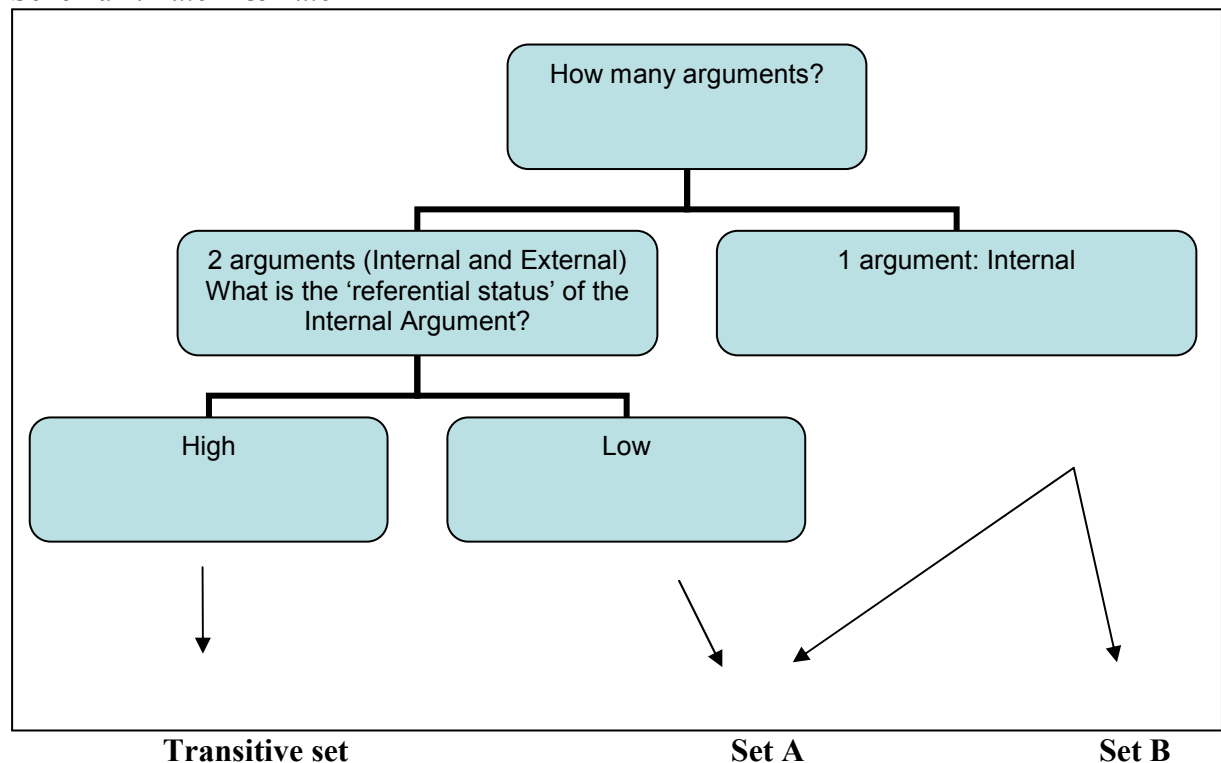 How many arguments?
2 arguments (Internal and External)
What is the ‘referential status’ of the
Internal Argument?
1 argument: Internal
High
Low
Transitive set
Set A
Set B